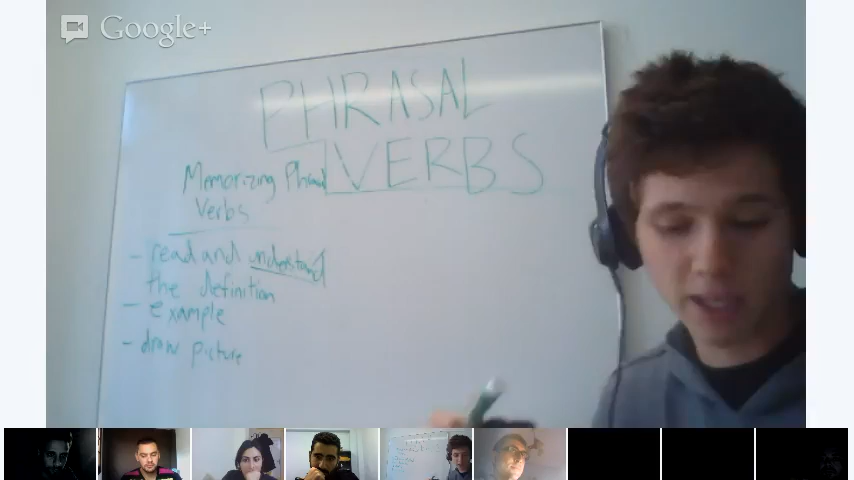 Google+
PHRASAL
VERBS
Memorizing Phrasal
Verbs
- read and understand
the definition
- example
- draw picture